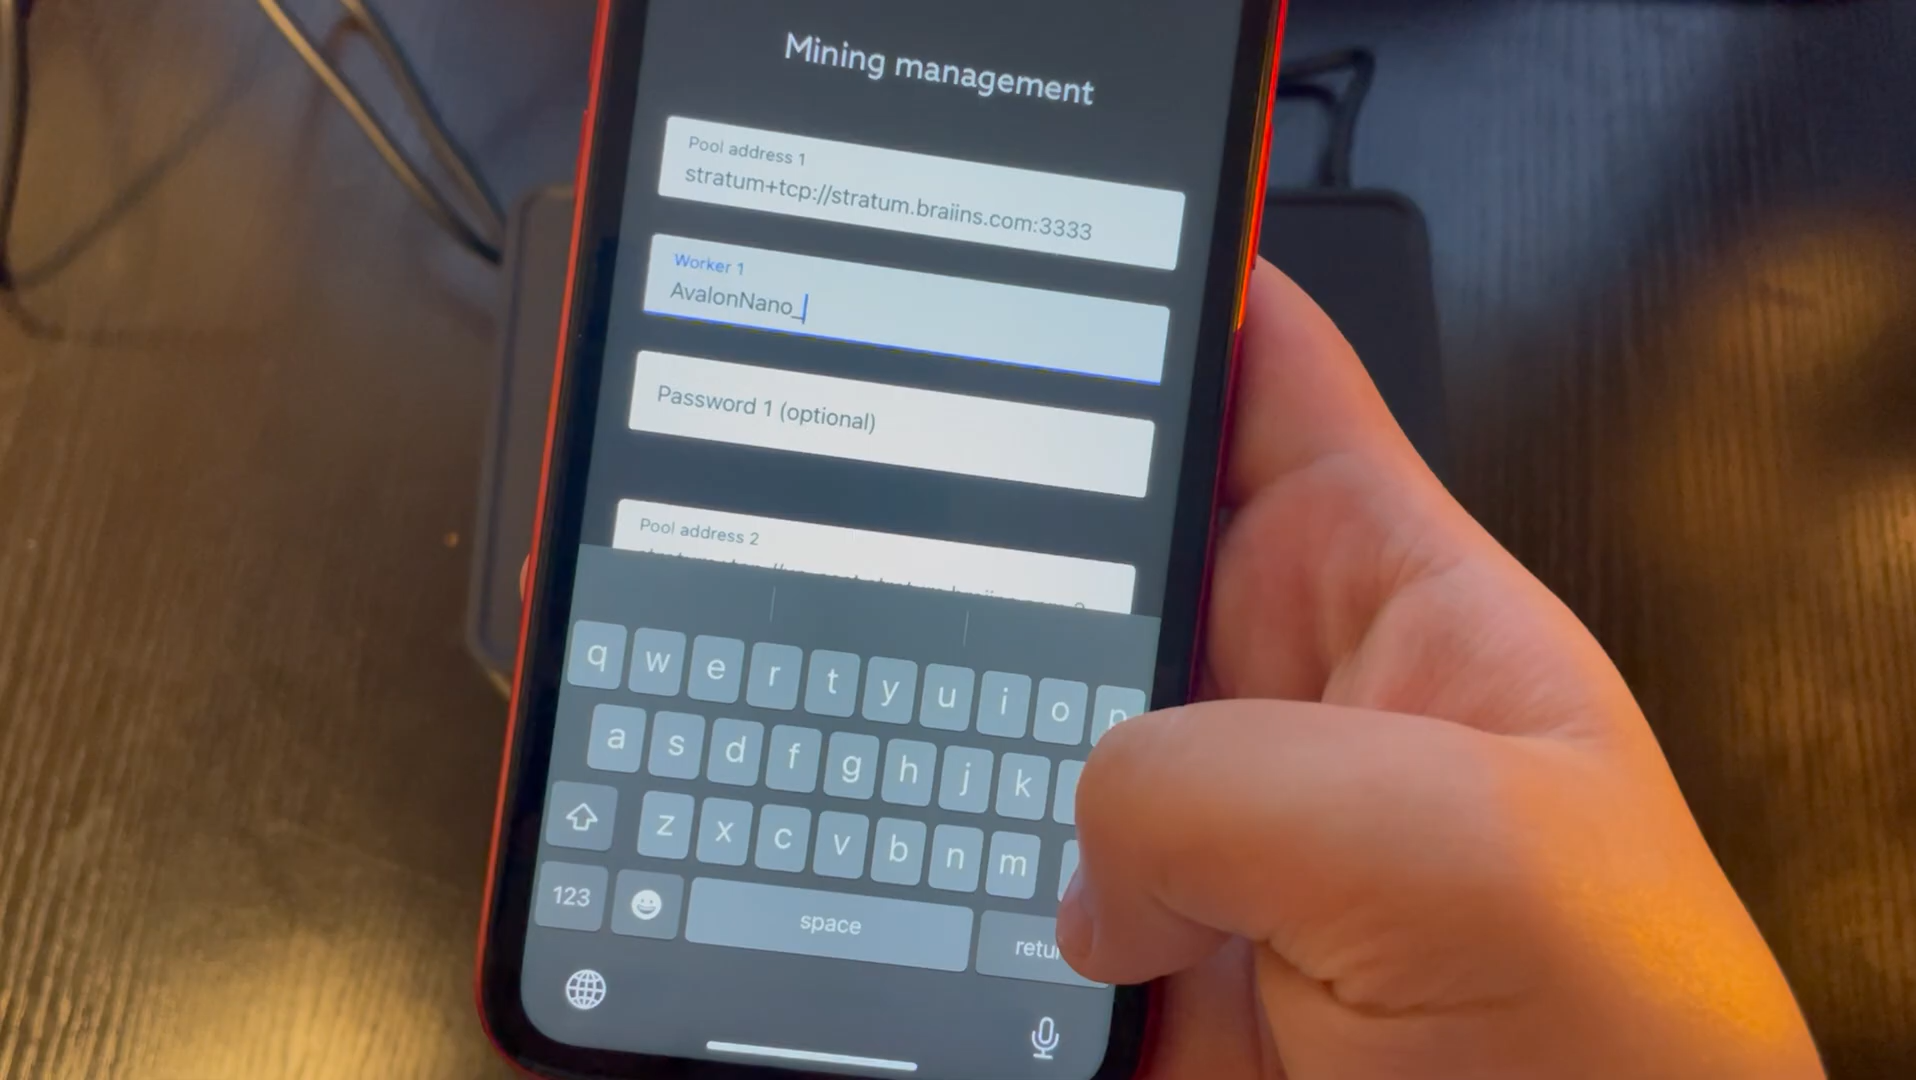 Mining management
Pool address 1
stratum+tcp://stratum.braiins.com:3333
Worker 1
AvalonNano_
Password 1 (optional)
Pool address 2
q w e r t y u i o p
a s d f g h j k
z x c v b n m
123 space retu